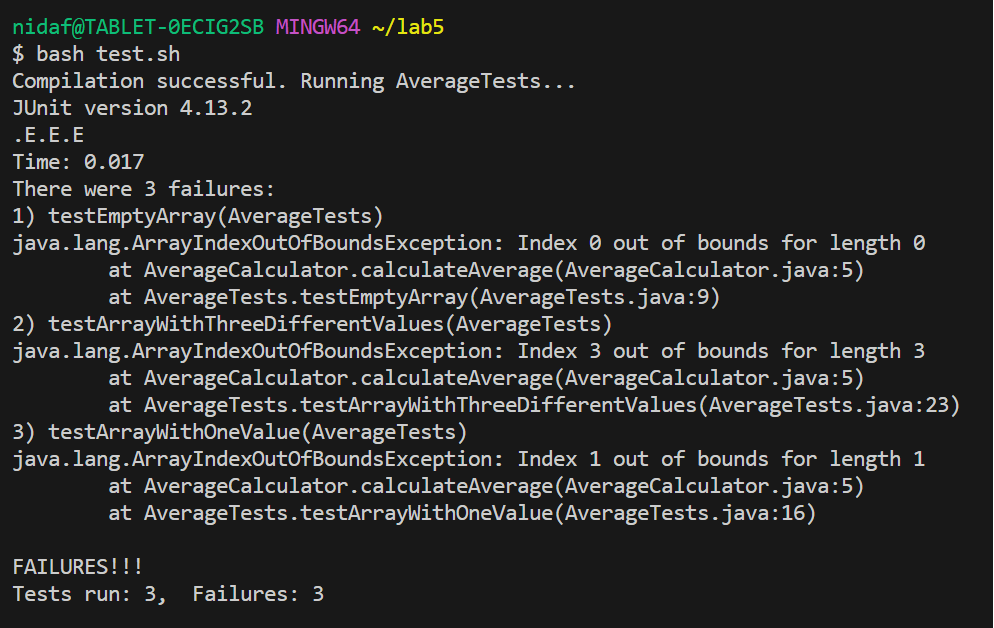 nidaf@TABLET-0ECIG2SB MINGW64 ~/lab5
$ bash test.sh
Compilation successful. Running AverageTests...
JUnit version 4.13.2
.E.E.E
Time: 0.017
There were 3 failures:
1) testEmptyArray(AverageTests)
java.lang.ArrayIndexOutOfBoundsException: Index 0 out of bounds for length 0
        at AverageCalculator.calculateAverage(AverageCalculator.java:5)
        at AverageTests.testEmptyArray(AverageTests.java:9)
2) testArrayWithThreeDifferentValues(AverageTests)
java.lang.ArrayIndexOutOfBoundsException: Index 3 out of bounds for length 3
        at AverageCalculator.calculateAverage(AverageCalculator.java:5)
        at AverageTests.testArrayWithThreeDifferentValues(AverageTests.java:23)
3) testArrayWithOneValue(AverageTests)
java.lang.ArrayIndexOutOfBoundsException: Index 1 out of bounds for length 1
        at AverageCalculator.calculateAverage(AverageCalculator.java:5)
        at AverageTests.testArrayWithOneValue(AverageTests.java:16)

FAILURES!!!
Tests run: 3,  Failures: 3